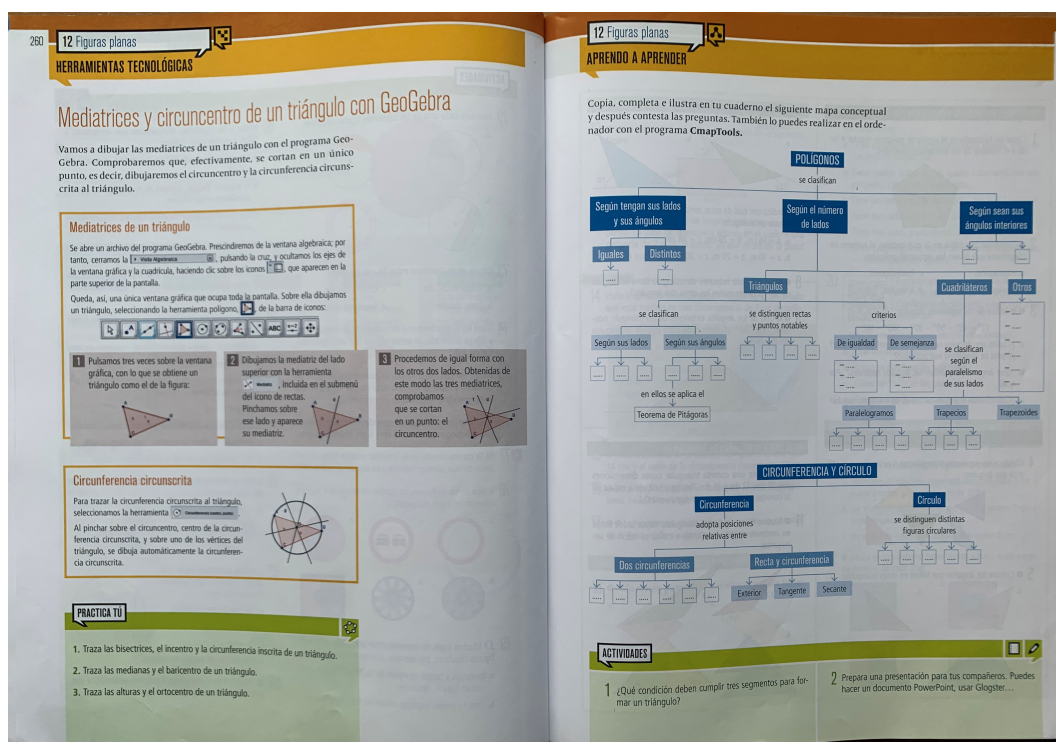 260
12 Figuras planas
HERRAMIENTAS TECNOLÓGICAS
Mediatrices y circuncentro de un triángulo con GeoGebra
Vamos a dibujar las mediatrices de un triángulo con el programa Geo-
Gebra. Comprobaremos que, efectivamente, se cortan en un único
punto, es decir, dibujaremos el circuncentro y la circunferencia circuns-
crita al triángulo.
Mediatrices de un triángulo
Se abre un archivo del programa GeoGebra. Prescindiremos de la ventana algebraica; por
tanto, cerramos la Vista Algebraica , pulsando la cruz, y ocultamos los ejes de
la ventana gráfica y la cuadrícula, haciendo clic sobre los iconos , que aparecen en la
parte superior de la pantalla.
Queda, así, una única ventana gráfica que ocupa toda la pantalla. Sobre ella dibujamos
un triángulo, seleccionando la herramienta polígono, , de la barra de iconos:
ABC
1 Pulsamos tres veces sobre la ventana
gráfica, con lo que se obtiene un
triángulo como el de la figura:
2 Dibujamos la mediatriz del lado
superior con la herramienta
Mediatriz , incluida en el submenú
del icono de rectas.
Pinchamos sobre
ese lado y aparece
su mediatriz.
3 Procedemos de igual forma con
los otros dos lados. Obtenidas de
este modo las tres mediatrices,
comprobamos
que se cortan
en un punto: el
circuncentro.
Circunferencia circunscrita
Para trazar la circunferencia circunscrita al triángulo,
seleccionamos la herramienta
Al pinchar sobre el circuncentro, centro de la circun-
ferencia circunscrita, y sobre uno de los vértices del
triángulo, se dibuja automáticamente la circunferen-
cia circunscrita.
PRACTICA TÚ
1. Traza las bisectrices, el incentro y la circunferencia inscrita de un triángulo.
2. Traza las medianas y el baricentro de un triángulo.
3. Traza las alturas y el ortocentro de un triángulo.
12 Figuras planas
APRENDO A APRENDER
Copia, completa e ilustra en tu cuaderno el siguiente mapa conceptual
y después contesta las preguntas. También lo puedes realizar en el orde-
nador con el programa CmapTools.
POLÍGONOS
se clasifican
Según tengan sus lados
y sus ángulos
Según el número
de lados
Según sean sus
ángulos interiores
Iguales Distintos
..... ..... ..... .....
Triángulos Cuadriláteros Otros
se clasifican
se distinguen rectas
y puntos notables
criterios
Según sus lados Según sus ángulos
De igualdad De semejanza
se clasifican
según el
paralelismo
de sus lados
en ellos se aplica el
Teorema de Pitágoras
Paralelogramos Trapecios Trapezoides
CIRCUNFERENCIA Y CÍRCULO
Circunferencia Círculo
adopta posiciones
relativas entre
se distinguen distintas
figuras circulares
Dos circunferencias Recta y circunferencia
Exterior Tangente Secante
ACTIVIDADES
1 ¿Qué condición deben cumplir tres segmentos para for-
mar un triángulo?
2 Prepara una presentación para tus compañeros. Puedes
hacer un documento PowerPoint, usar Glogster…